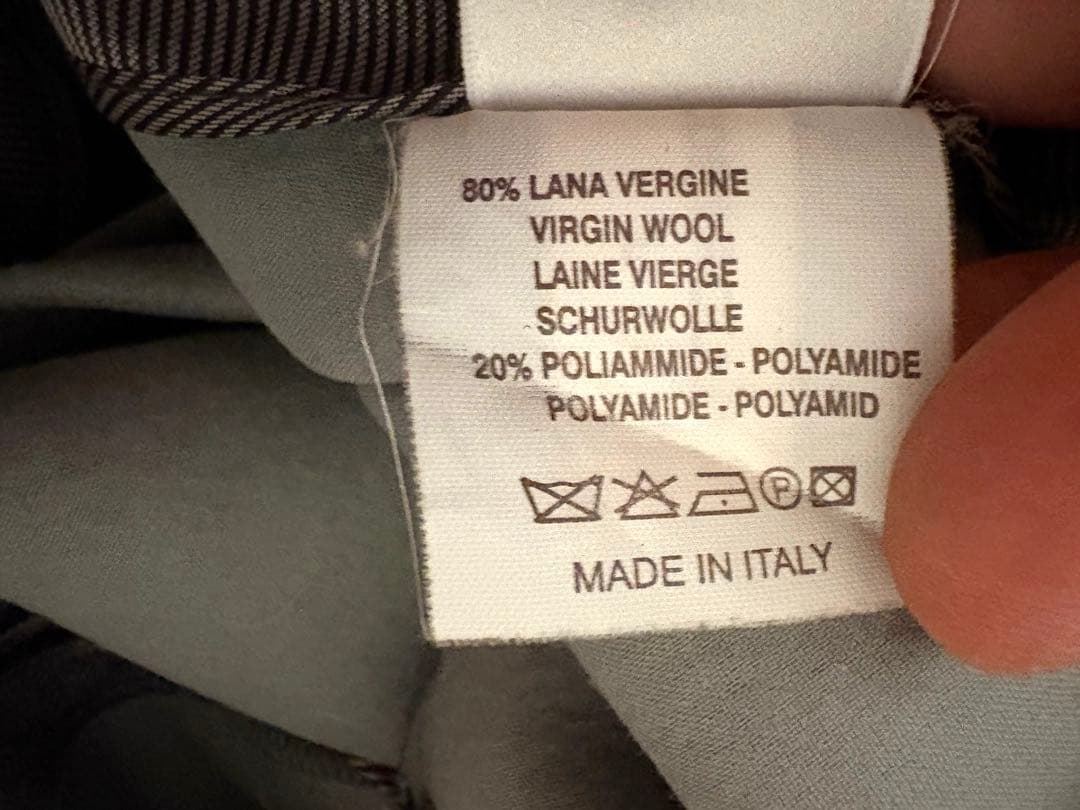 80% LANA VERGINE
VIRGIN WOOL
LAINE VIERGE
SCHURWOLLE
20% POLIAMMIDE - POLYAMIDE
POLYAMIDE - POLYAMID
P
MADE IN ITALY